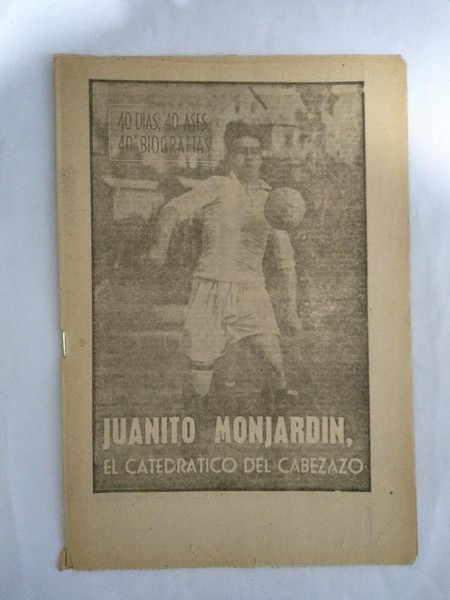 40 DIAS, 40 ASES,
40 BIOGRAFIAS
JUANITO MONJARDIN,
EL CATEDRATICO DEL CABEZAZO